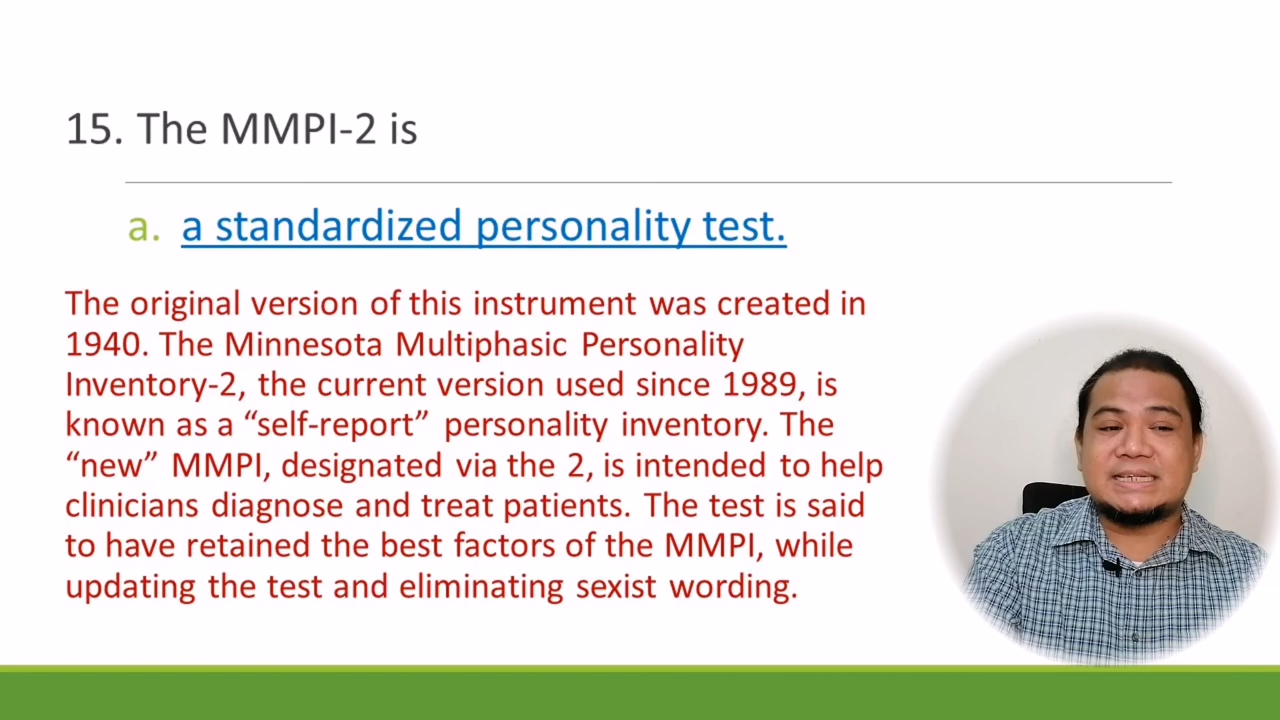 15. The MMPI-2 is
a. a standardized personality test.
The original version of this instrument was created in
1940. The Minnesota Multiphasic Personality
Inventory-2, the current version used since 1989, is
known as a “self-report” personality inventory. The
“new” MMPI, designated via the 2, is intended to help
clinicians diagnose and treat patients. The test is said
to have retained the best factors of the MMPI, while
updating the test and eliminating sexist wording.